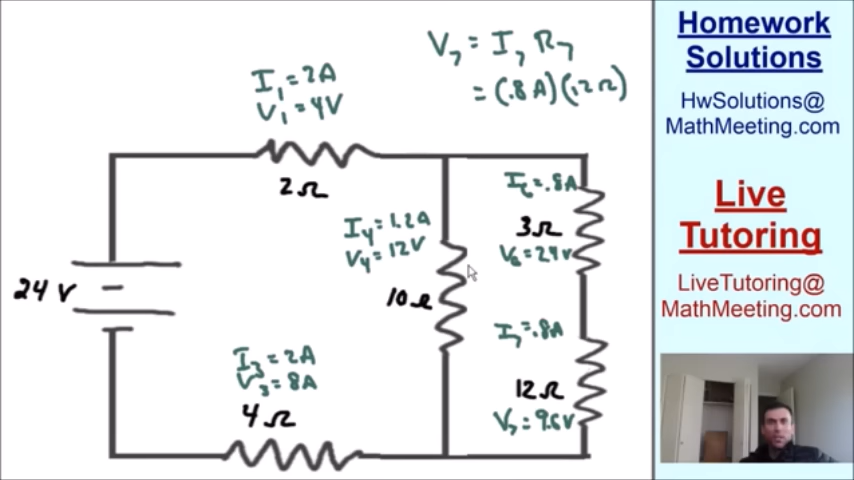 V7 = I7 R7
= (.8A)(12Ω)
I1 = 2A
V1 = 4V
2Ω
I6 = .8A
3Ω
V6 = 2.4V
I4 = 1.2A
V4 = 12V
10Ω
24 V
I7 = .8A
12Ω
V7 = 9.6V
I3 = 2A
V3 = 8A
4Ω
Homework
Solutions
HwSolutions@
MathMeeting.com
Live
Tutoring
LiveTutoring@
MathMeeting.com